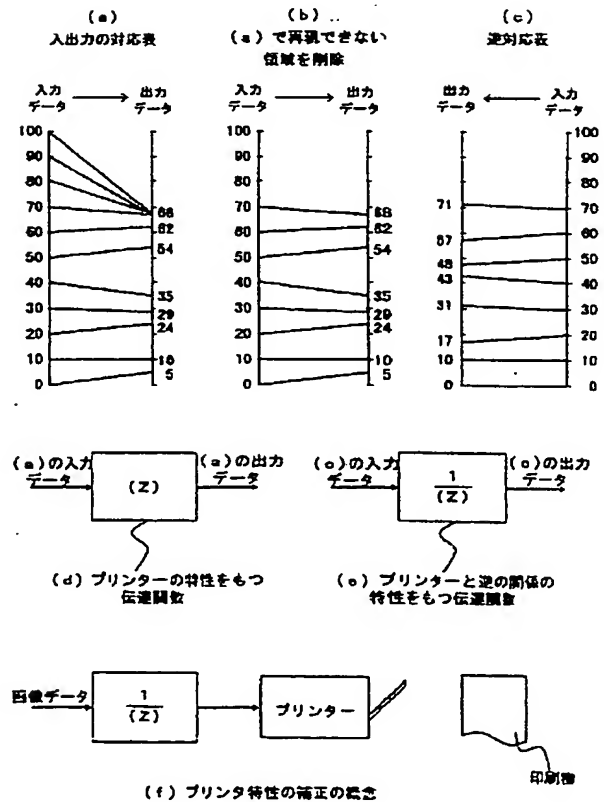 (a)
入出力の対応表
入力データ → 出力データ
100
90
80
70
60
50
40
30
20
10
0
68
62
54
35
29
24
10
5
(b)
(a)で再現できない
領域を削除
入力データ → 出力データ
100
90
80
70
60
50
40
30
20
10
0
68
62
54
35
29
24
10
5
(c)
逆対応表
出力データ ← 入力データ
71
57
48
43
31
17
10
100
90
80
70
60
50
40
30
20
10
0
(a)の入力データ
(Z)
(a)の出力データ
(d)プリンターの特性をもつ
伝達関数
(c)の入力データ
1
(Z)
(c)の出力データ
(e)プリンターと逆の関係の
特性をもつ伝達関数
画像データ
1
(Z)
プリンター
印刷物
(f)プリンタ特性の補正の概念